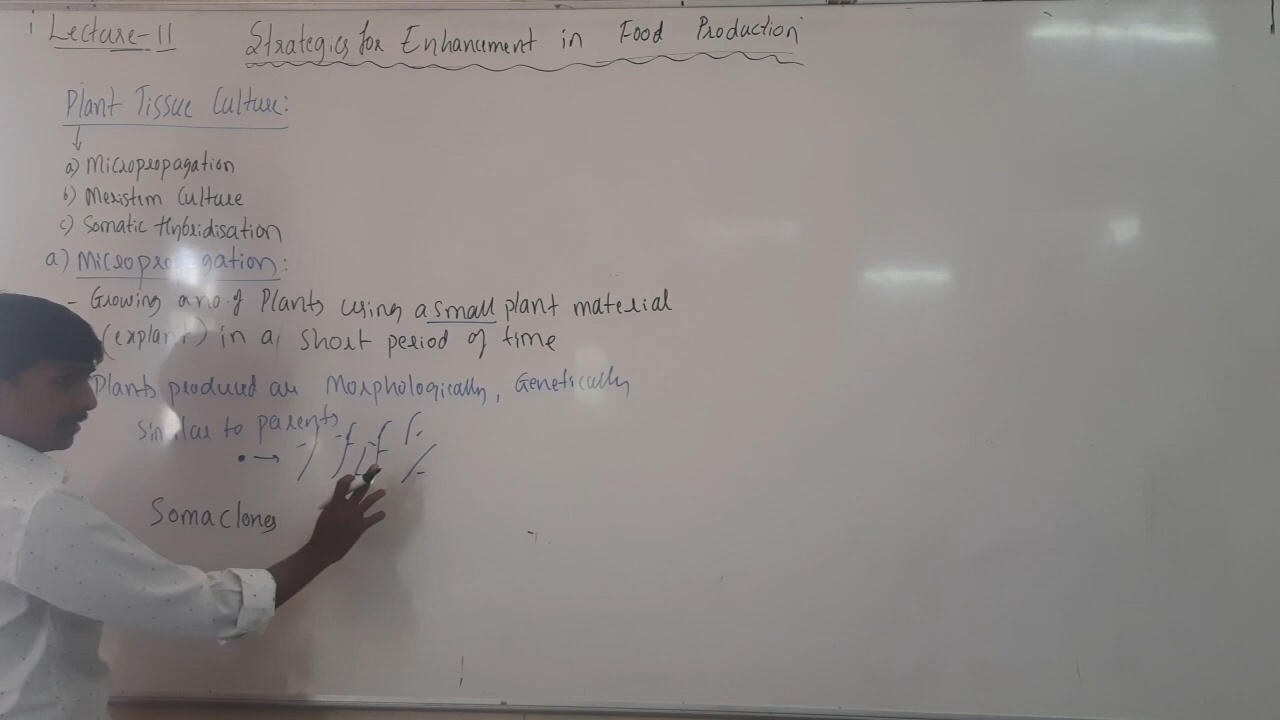 Lecture-11
Strategies for Enhancement in Food Production
Plant Tissue Culture:
a) Micropropagation
b) Meristem Culture
c) Somatic Hybridisation
a) Micropropagation:
- Growing a no. of Plants using a small plant material
(explant) in a short period of time
Plants produced are Morphologically, Genetically
Similar to parents
Somaclones